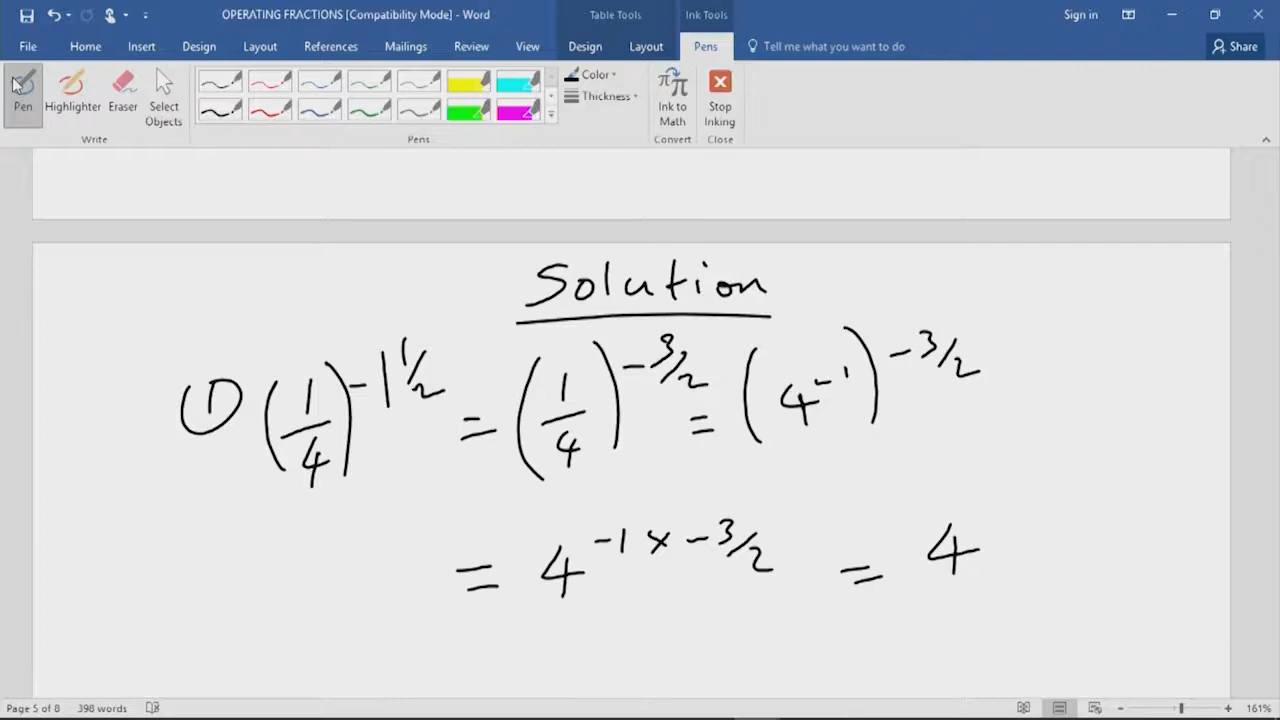 OPERATING FRACTIONS [Compatibility Mode] - Word Table Tools Ink Tools Sign in
File Home Insert Design Layout References Mailings Review View Design Layout Pens Tell me what you want to do Share
Pen Highlighter Eraser Select Objects Color Thickness Ink to Math Stop Inking
Write Pens Convert Close
Solution
① (1/4)^-1 1/2 = (1/4)^-3/2 = (4^-1)^-3/2
= 4^-1 x -3/2 = 4
Page 5 of 8 398 words 161%